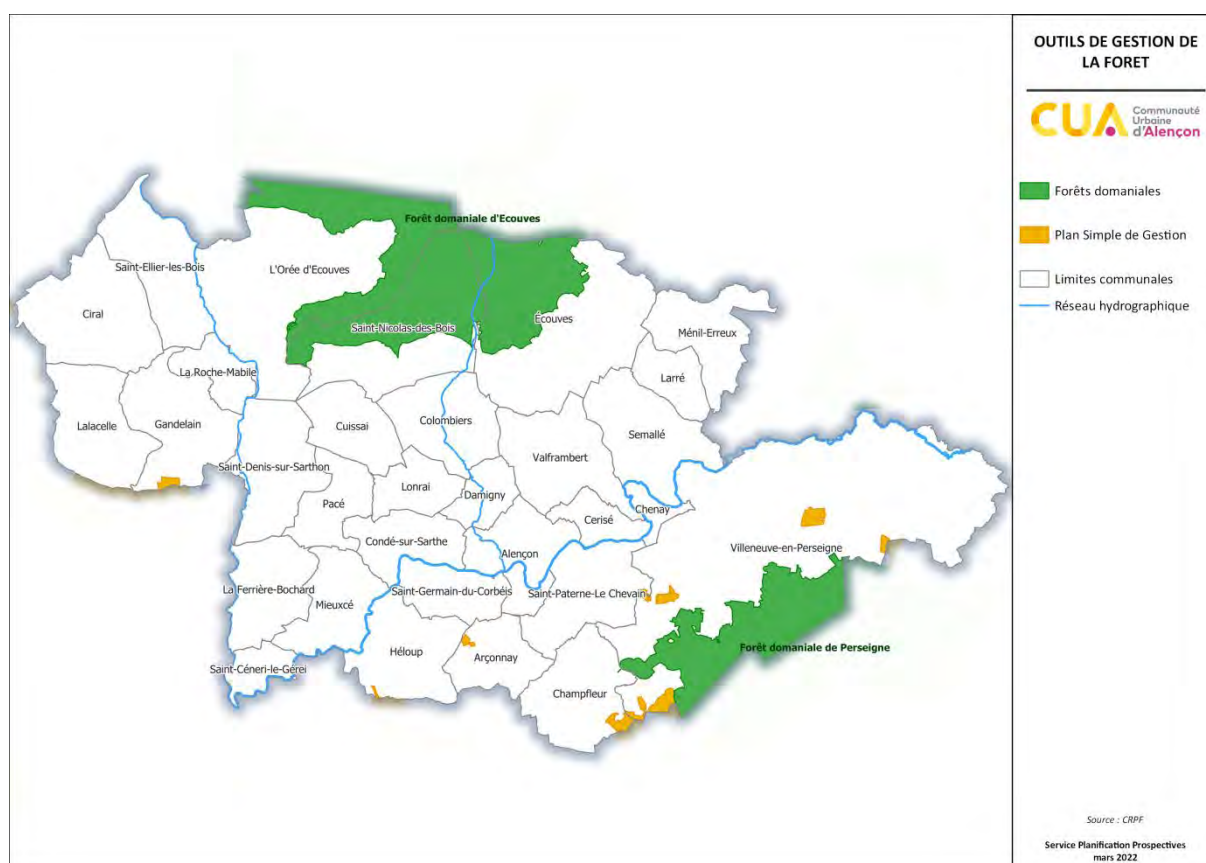 OUTILS DE GESTION DE
LA FORET
CUA Communauté
Urbaine
d'Alençon
Forêts domaniales
Plan Simple de Gestion
Limites communales
Réseau hydrographique
Forêt domaniale d'Ecouves
Saint-Ellier-les-Bois
L'Orée d'Ecouves
Ciral
Écouves
Saint-Nicolas-des-Bois
Ménil-Erreux
La Roche-Mabile
Larré
Lalacelle
Gandelain
Cuissai
Colombiers
Semallé
Valframbert
Saint-Denis-sur-Sarthon
Lonrai
Damigny
Pacé
Chenay
Cerisé
Condé-sur-Sarthe
Alençon
Villeneuve-en-Perseigne
La Ferrière-Bochard
Saint-Germain-du-Corbéis
Saint-Paterne-Le Chevain
Mieuxcé
Forêt domaniale de Perseigne
Héloup
Arçonnay
Saint-Céneri-le-Gérei
Champfleur
Source : CRPF
Service Planification Prospectives
mars 2022